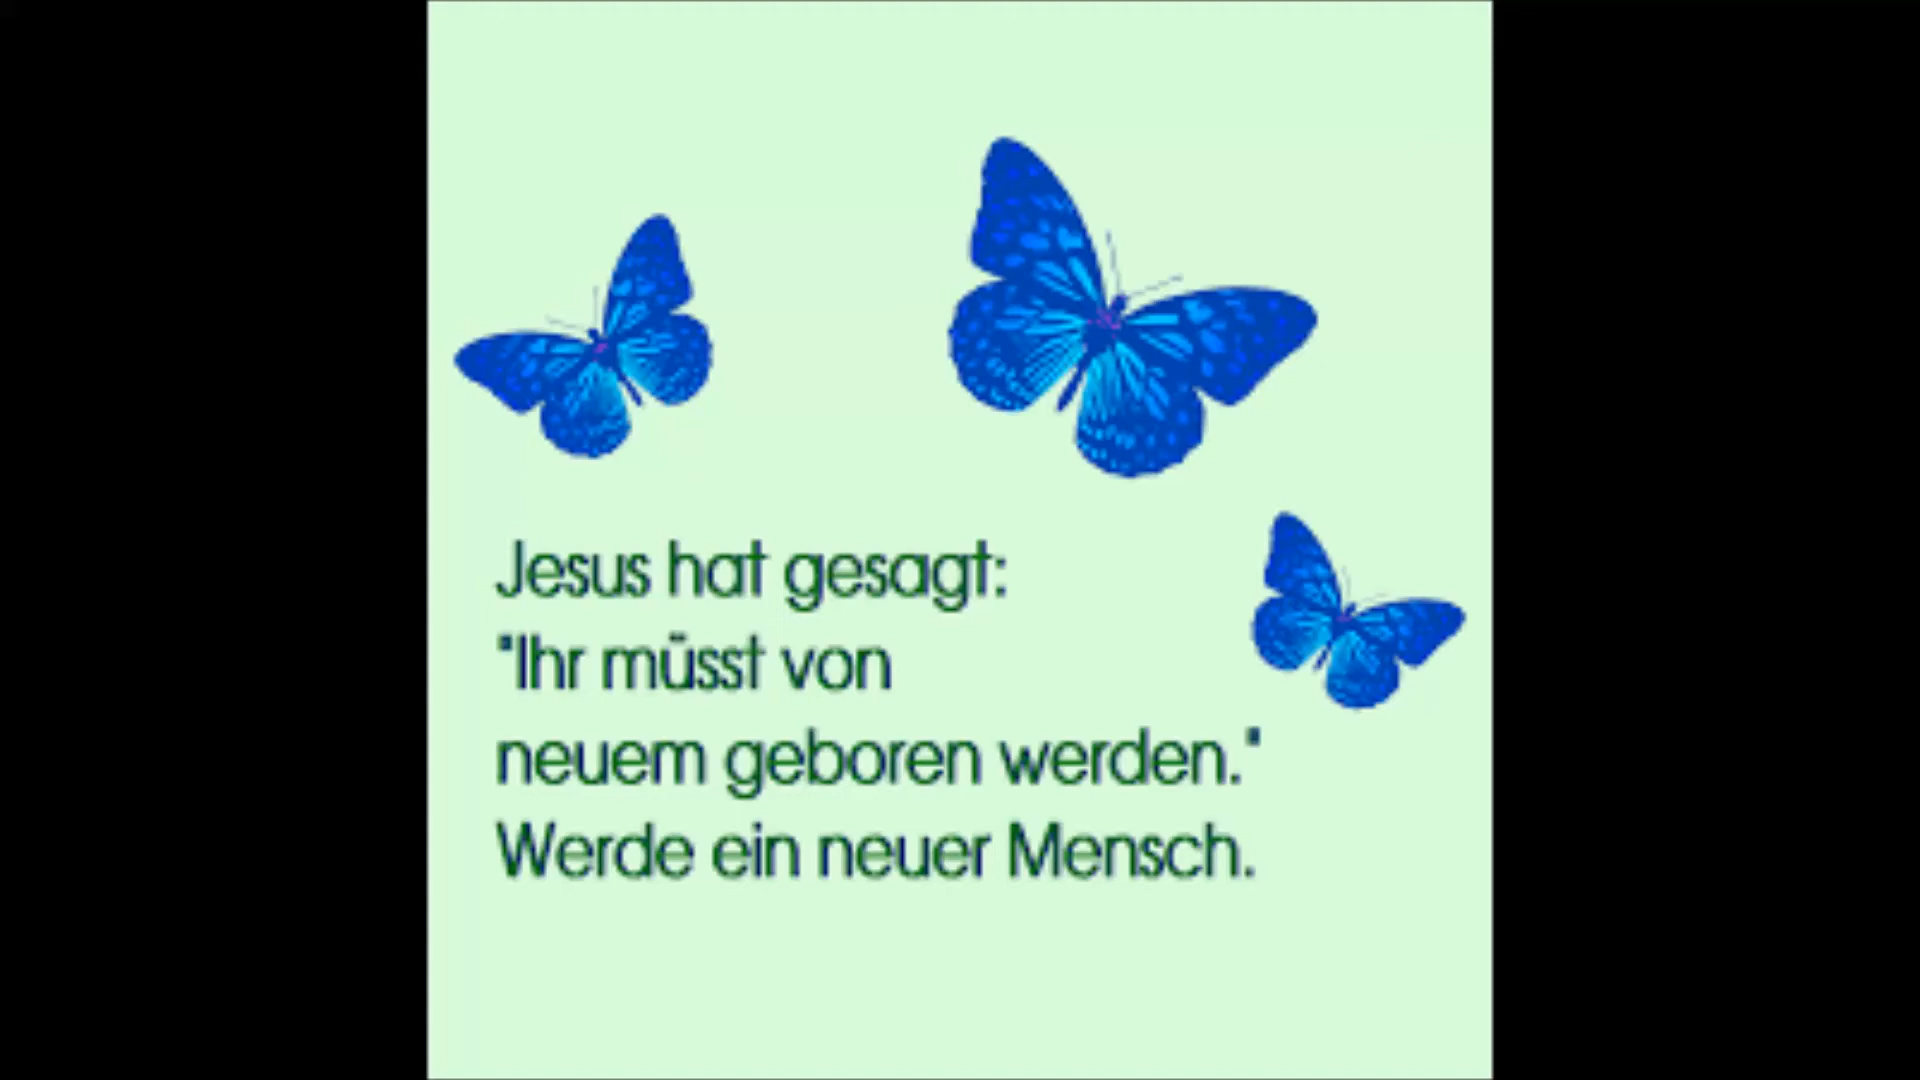 Jesus hat gesagt:
"Ihr müsst von
neuem geboren werden."
Werde ein neuer Mensch.